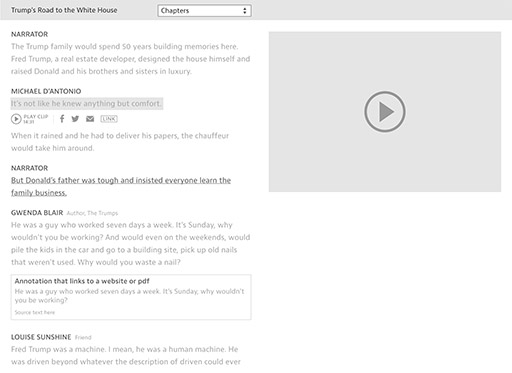 Trump's Road to the White House
Chapters
NARRATOR
The Trump family would spend 50 years building memories here.
Fred Trump, a real estate developer, designed the house himself and
raised Donald and his brothers and sisters in luxury.
MICHAEL D'ANTONIO
It's not like he knew anything but comfort.
PLAY CLIP
LINK
When it rained and he had to deliver his papers, the chauffeur
would take him around.
NARRATOR
But Donald's father was tough and insisted everyone learn the
family business.
GWENDA BLAIR Author, The Trumps
He was a guy who worked seven days a week. It's Sunday, why
wouldn't you be working? And would even on the weekends, would
pile the kids in the car and go to a building site, pick up old nails
that weren't used. Why would you waste a nail?
Annotation that links to a website or pdf
He was a guy who worked seven days a week. It's Sunday, why wouldn't
you be working?
Source text here
LOUISE SUNSHINE Friend
Fred Trump was a machine. I mean, he was a human machine. He
was driven beyond whatever the description of driven could ever